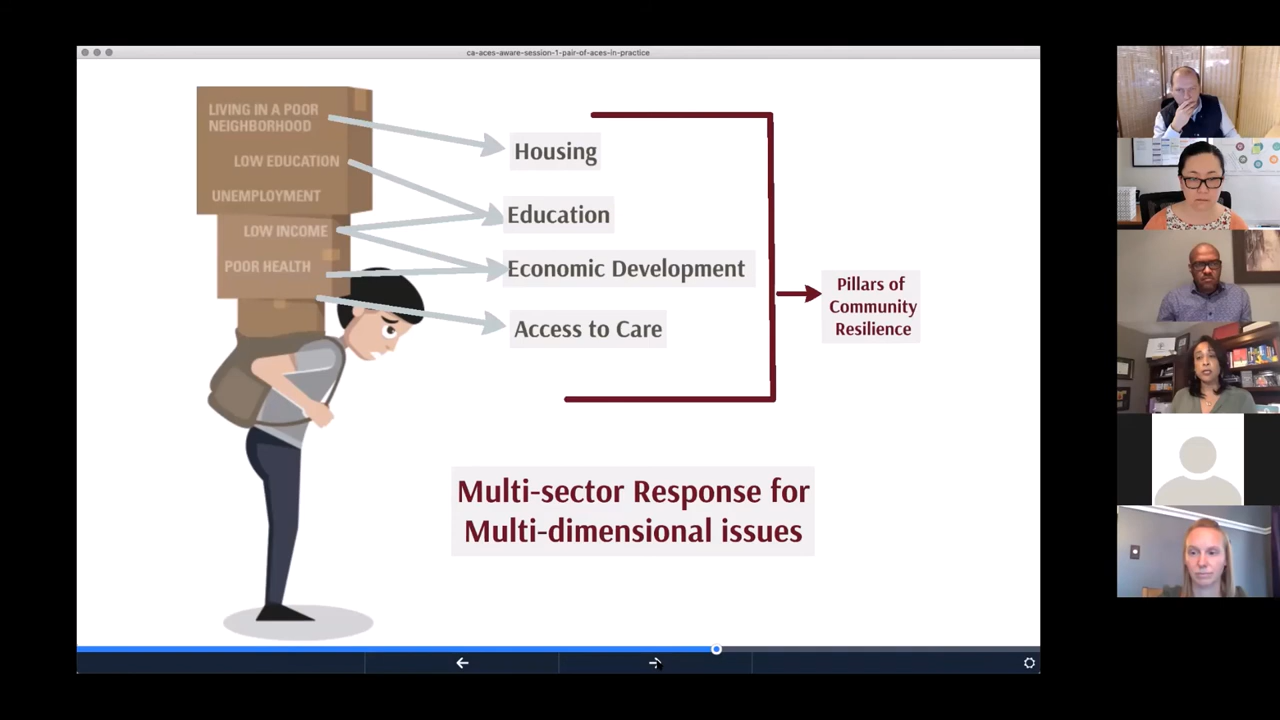 ca-aces-aware-session-1-pair-of-aces-in-practice
LIVING IN A POOR
NEIGHBORHOOD
LOW EDUCATION
UNEMPLOYMENT
LOW INCOME
POOR HEALTH
Housing
Education
Economic Development
Access to Care
Pillars of
Community
Resilience
Multi-sector Response for
Multi-dimensional issues